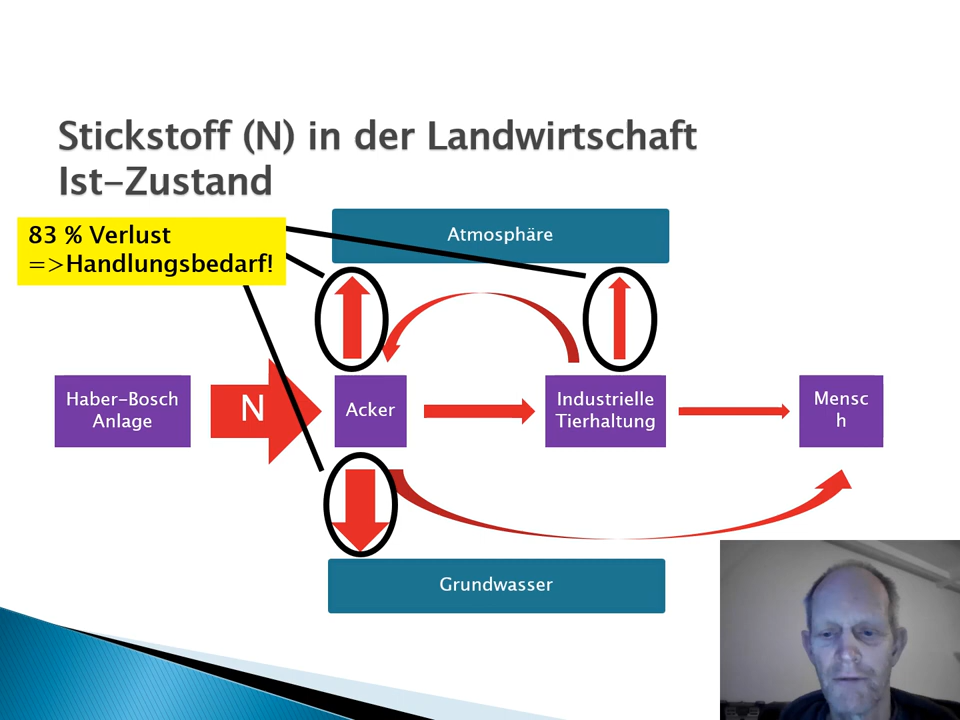 Stickstoff (N) in der Landwirtschaft
Ist-Zustand
83 % Verlust
=>Handlungsbedarf!
Atmosphäre
Haber-Bosch
Anlage
N
Acker
Industrielle
Tierhaltung
Mensc
h
Grundwasser